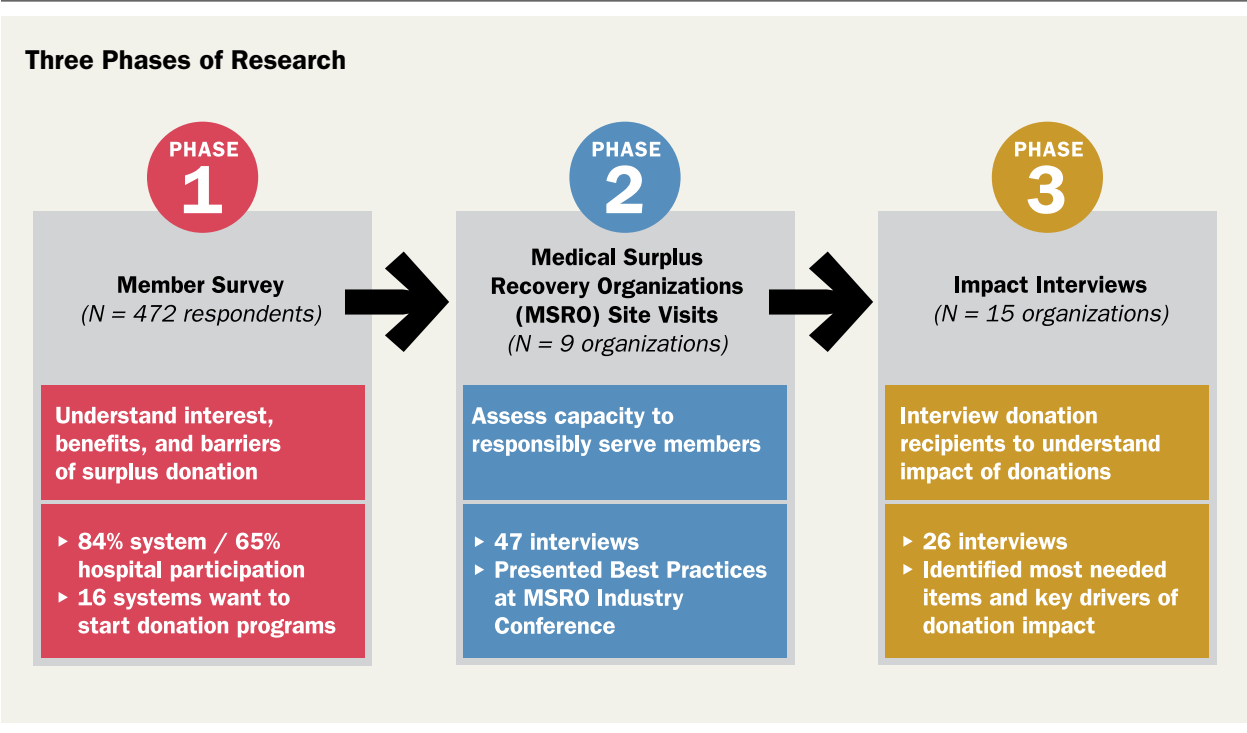 Three Phases of Research
PHASE
1
Member Survey
(N = 472 respondents)
Understand interest,
benefits, and barriers
of surplus donation
▸ 84% system / 65%
hospital participation
▸ 16 systems want to
start donation programs
PHASE
2
Medical Surplus
Recovery Organizations
(MSRO) Site Visits
(N = 9 organizations)
Assess capacity to
responsibly serve members
▸ 47 interviews
▸ Presented Best Practices
at MSRO Industry
Conference
PHASE
3
Impact Interviews
(N = 15 organizations)
Interview donation
recipients to understand
impact of donations
▸ 26 interviews
▸ Identified most needed
items and key drivers of
donation impact